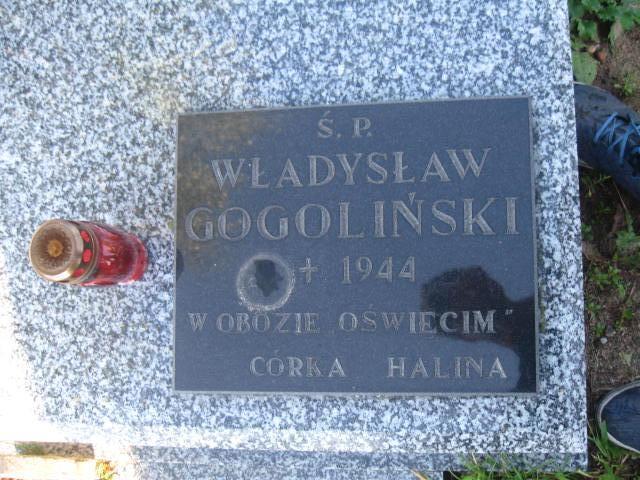 Ś. P.
WŁADYSŁAW
GOGOLIŃSKI
+ 1944
W OBOZIE OŚWIĘCIM"
CÓRKA HALINA